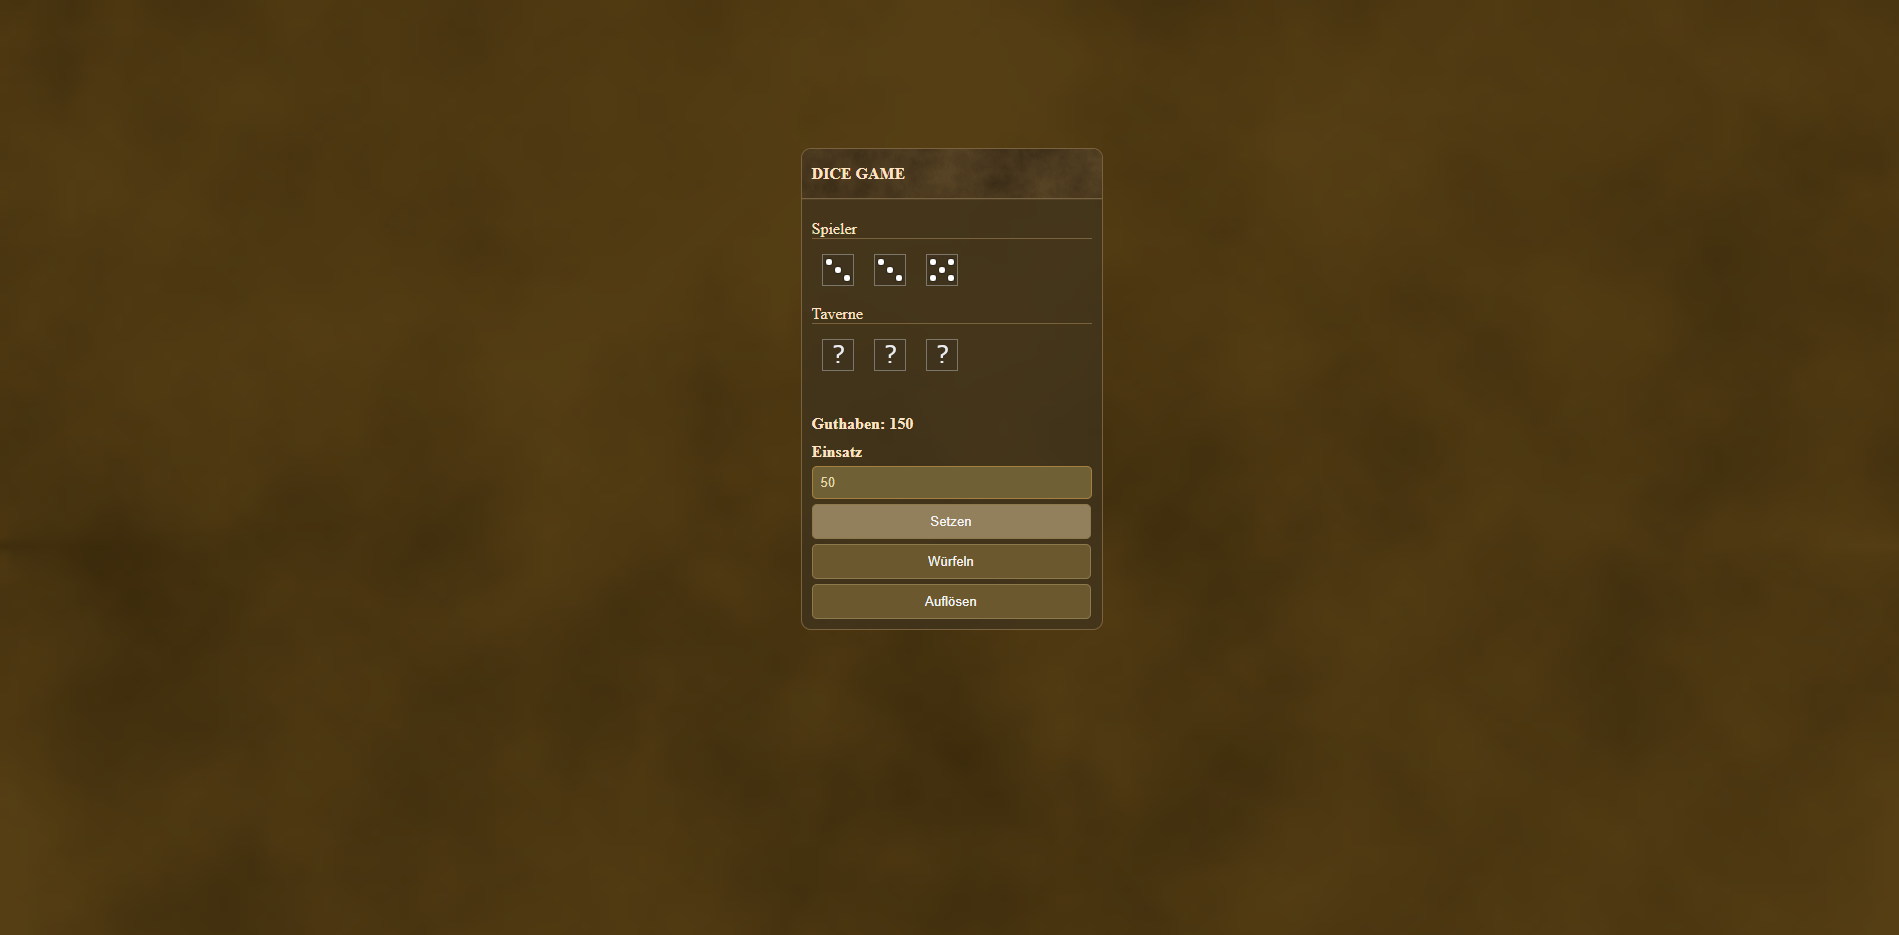 DICE GAME
Spieler
Taverne
? ? ?
Guthaben: 150
Einsatz
50
Setzen
Würfeln
Auflösen